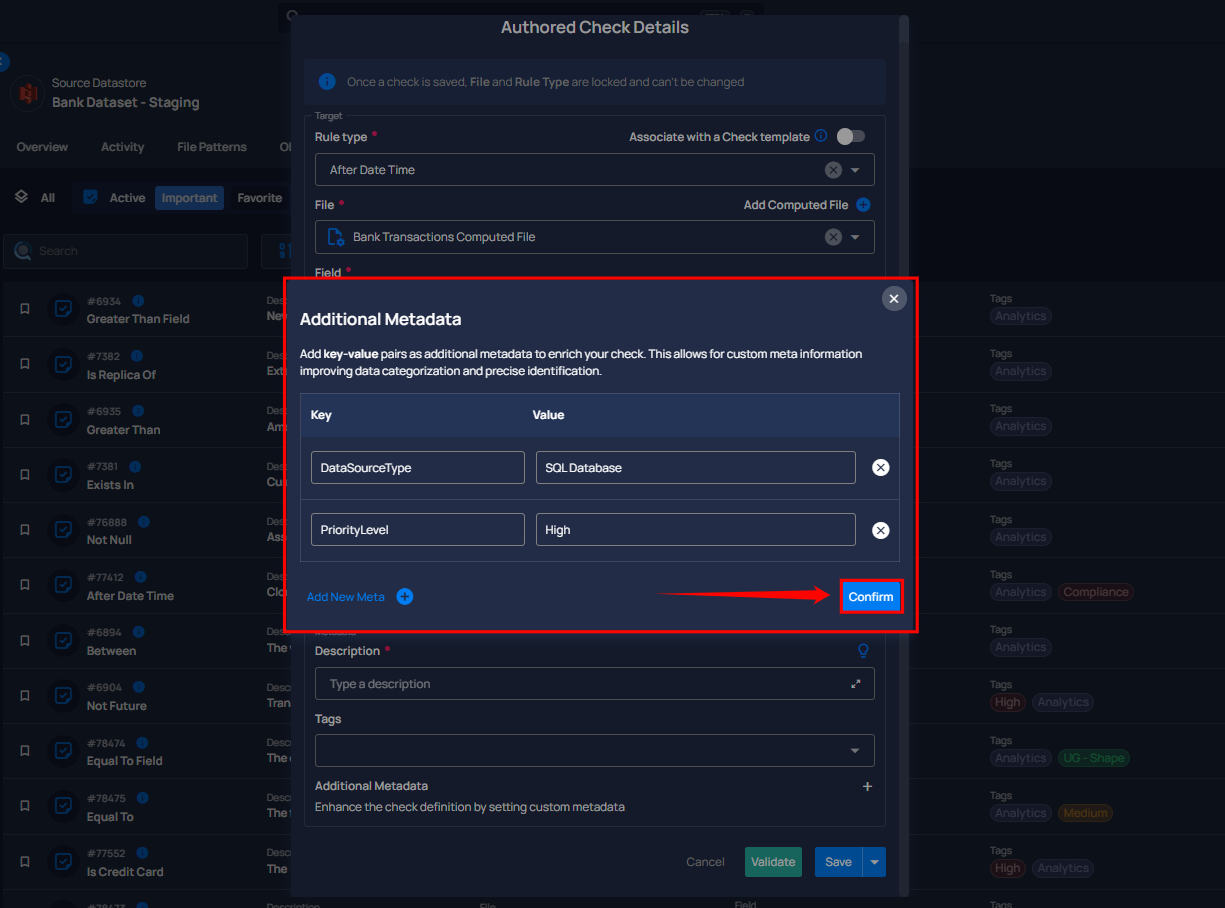 Authored Check Details
Source Datastore
Bank Dataset - Staging
Once a check is saved, File and Rule Type are locked and can't be changed
Target
Rule type *
Associate with a Check template
Overview Activity File Patterns
After Date Time
All Active Important Favorite
File *
Add Computed File
Search
Bank Transactions Computed File
Field *
Additional Metadata
Add key-value pairs as additional metadata to enrich your check. This allows for custom meta information
improving data categorization and precise identification.
Key Value
DataSourceType SQL Database
PriorityLevel High
Add New Meta
Confirm
Description *
Type a description
Tags
Additional Metadata
Enhance the check definition by setting custom metadata
Cancel Validate Save
#6934
Greater Than Field
Tags
Analytics
#7382
Is Replica Of
Tags
Analytics
#6935
Greater Than
Tags
Analytics
#7381
Exists In
Tags
Analytics
#76888
Not Null
Tags
Analytics
#77412
After Date Time
Tags
Analytics Compliance
#6894
Between
The
Tags
Analytics
#6904
Not Future
Tags
High Analytics
#78474
Equal To Field
The
Tags
Analytics UG - Shape
#78475
Equal To
The
Tags
Analytics Medium
#77552
Is Credit Card
The
Tags
High Analytics
Description File Field Tags